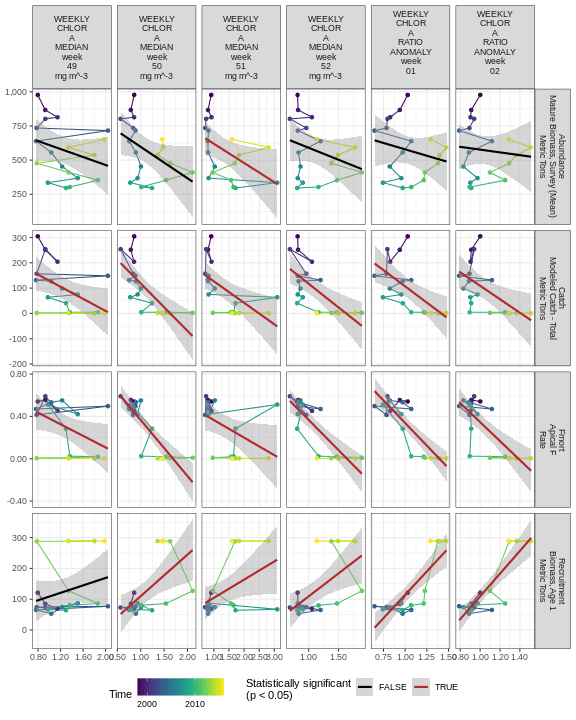 WEEKLY
CHLOR
A
MEDIAN
week
49
mg m^-3
WEEKLY
CHLOR
A
MEDIAN
week
50
mg m^-3
WEEKLY
CHLOR
A
MEDIAN
week
51
mg m^-3
WEEKLY
CHLOR
A
MEDIAN
week
52
mg m^-3
WEEKLY
CHLOR
A
RATIO
ANOMALY
week
01
WEEKLY
CHLOR
A
RATIO
ANOMALY
week
02
1,000
750
500
250
Abundance
Mature Biomass, Survey (Mean)
Metric Tons
300
200
100
0
-100
-200
Catch
Modeled Catch - Total
Metric Tons
0.80
0.40
0.00
-0.40
Fmort
Apical F
Rate
300
200
100
0
Recruitment
Biomass, Age 1
Metric Tons
0.80 1.20 1.60 2.00
0.50 1.00 1.50 2.00
1.00 1.50 2.00 2.50 3.00
1.00 1.50
0.75 1.00 1.25 1.50
0.80 1.00 1.20 1.40
Time
2000 2010
Statistically significant
(p < 0.05)
FALSE
TRUE